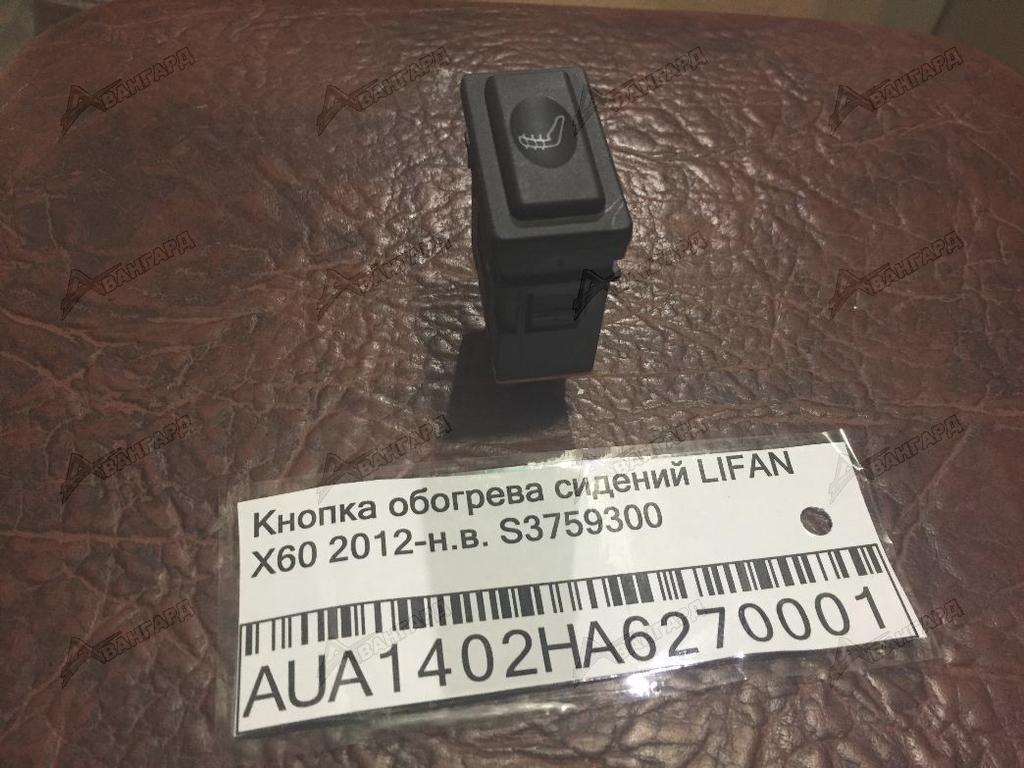 Кнопка обогрева сидений LIFAN
X60 2012-н.в. S3759300
AUA1402HA6270001
АВАНГАРД